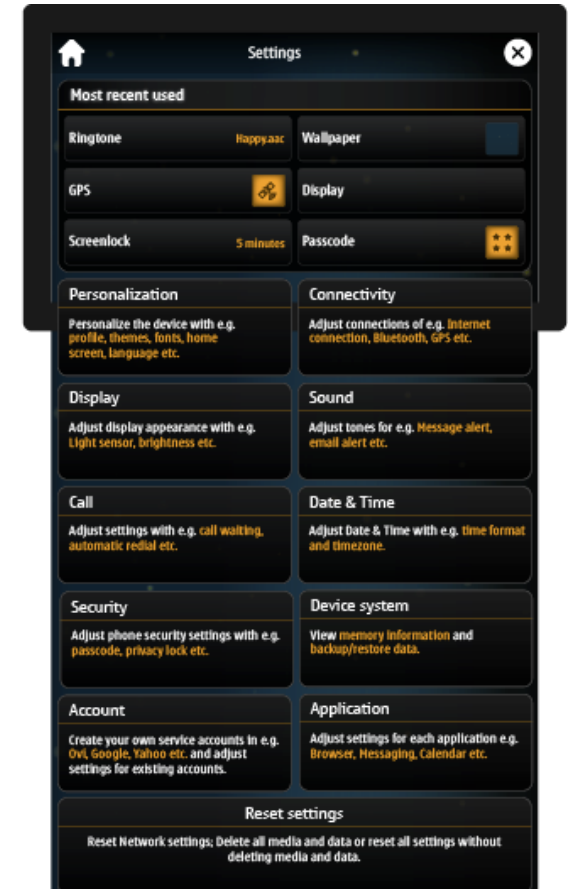 Settings
Most recent used
Ringtone Happy.aac Wallpaper
GPS Display
Screenlock 5 minutes Passcode
Personalization
Personalize the device with e.g.
profile, themes, fonts, home
screen, language etc.
Connectivity
Adjust connections of e.g. Internet
connection, Bluetooth, GPS etc.
Display
Adjust display appearance with e.g.
Light sensor, brightness etc.
Sound
Adjust tones for e.g. Message alert,
email alert etc.
Call
Adjust settings with e.g. call waiting,
automatic redial etc.
Date & Time
Adjust Date & Time with e.g. time format
and timezone.
Security
Adjust phone security settings with e.g.
passcode, privacy lock etc.
Device system
View memory information and
backup/restore data.
Account
Create your own service accounts in e.g.
Ovi, Google, Yahoo etc. and adjust
settings for existing accounts.
Application
Adjust settings for each application e.g.
Browser, Messaging, Calendar etc.
Reset settings
Reset Network settings; Delete all media and data or reset all settings without
deleting media and data.